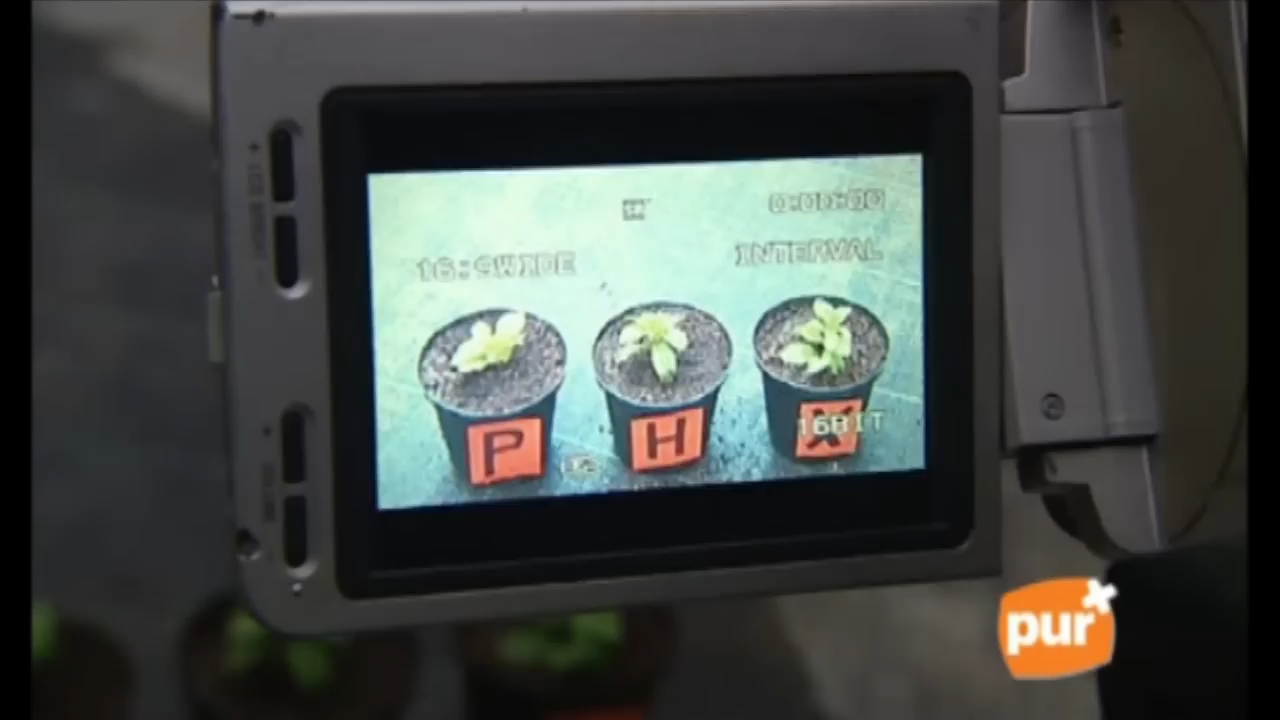 0:00:00
16:9WIDE
INTERVAL
P
H
X
16BIT
pur+